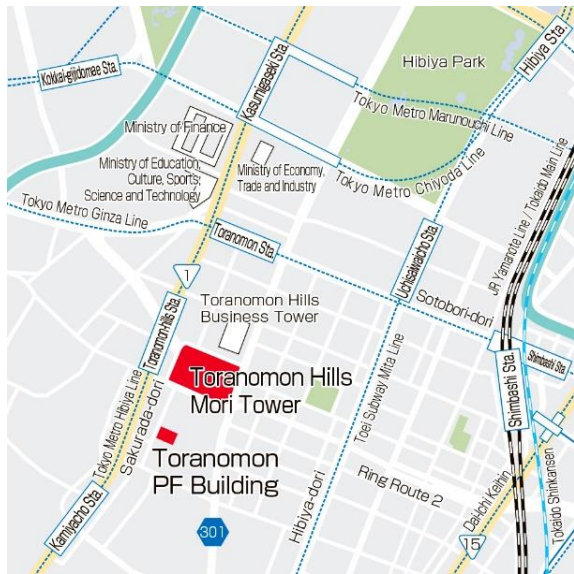 Hibiya Sta.
Hibiya Park
Kasumigaseki Sta.
Kokkai-gijidomae Sta.
Tokyo Metro Marunouchi Line
Ministry of Finance
Ministry of Education,
Culture, Sports,
Science and Technology
Ministry of Economy,
Trade and Industry
Tokyo Metro Chiyoda Line
JR Yamanote Line / Tokaido Main Line
Tokyo Metro Ginza Line
Toranomon Sta.
Uchisaiwaicho Sta.
Sotobori-dori
1
Toranomon-hills Sta.
Toranomon Hills
Business Tower
Shimbashi Sta.
Shimbashi Sta.
Toranomon Hills
Mori Tower
Toei Subway Mita Line
Tokyo Metro Hibiya Line
Sakurada-dori
Toranomon
PF Building
Kamiyacho Sta.
Ring Route 2
Hibiya-dori
Dai-ichi Keihin
Tokaido Shinkansen
301
15